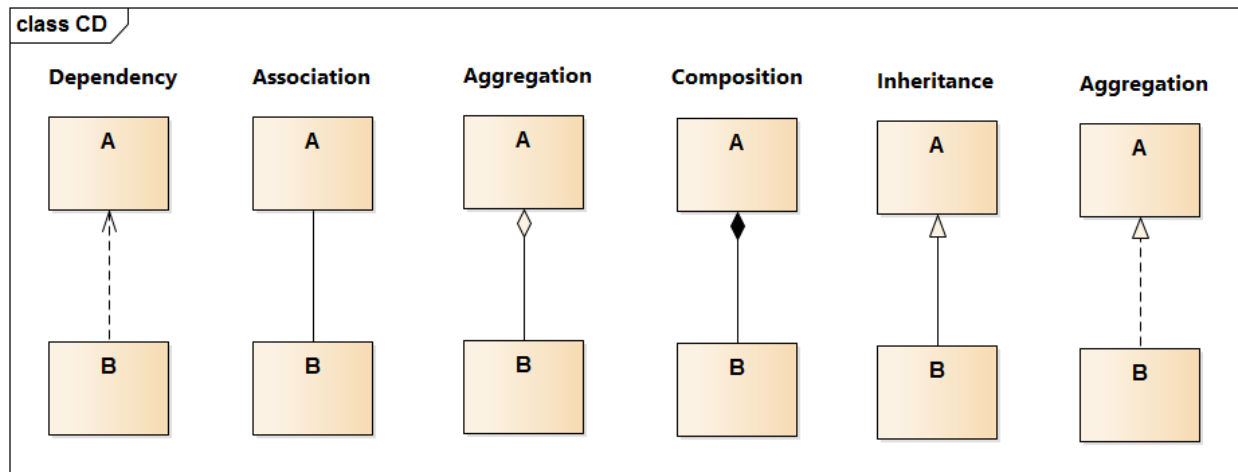 class CD
Dependency Association Aggregation Composition Inheritance Aggregation
A A A A A A
B B B B B B